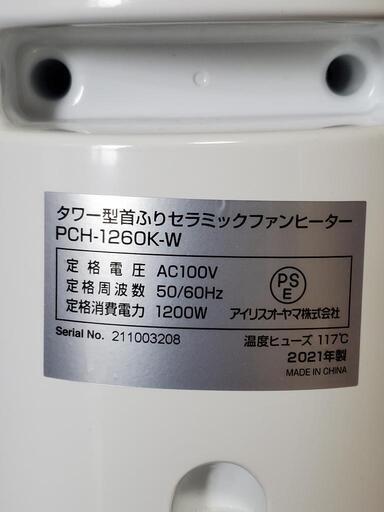 タワー型首ふりセラミックファンヒーター
PCH-1260K-W
定格電圧 AC100V
定格周波数 50/60Hz
定格消費電力 1200W
PSE
アイリスオーヤマ株式会社
Serial No. 211003208
温度ヒューズ 117℃
2021年製
MADE IN CHINA